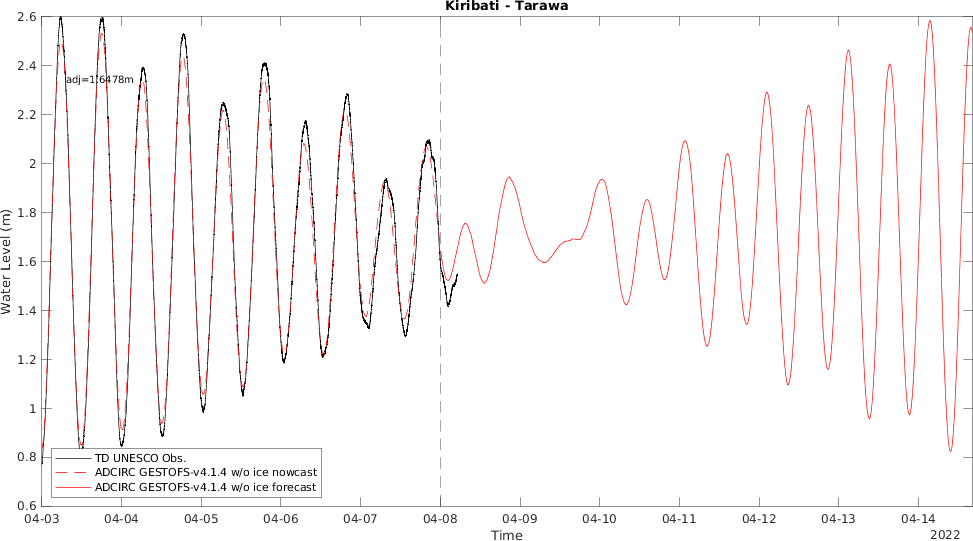 Kiribati - Tarawa
2.6
2.4
adj=1.6478m
2.2
2
1.8
1.6
1.4
1.2
1
0.8
0.6
Water Level (m)
TD UNESCO Obs.
ADCIRC GESTOFS-v4.1.4 w/o ice nowcast
ADCIRC GESTOFS-v4.1.4 w/o ice forecast
04-03 04-04 04-05 04-06 04-07 04-08 04-09 04-10 04-11 04-12 04-13 04-14
2022
Time